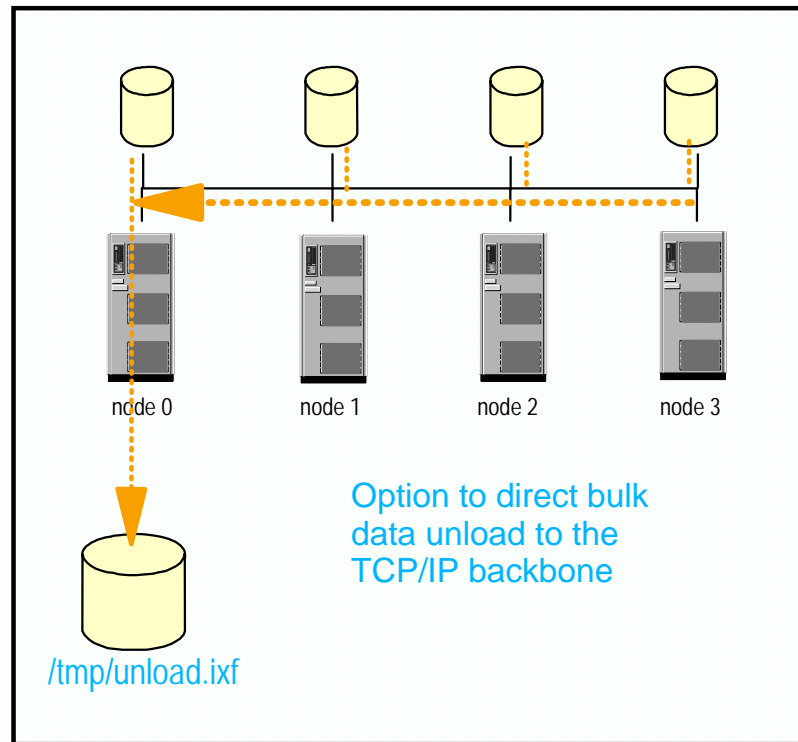 node 0
node 1
node 2
node 3
Option to direct bulk
data unload to the
TCP/IP backbone
/tmp/unload.ixf